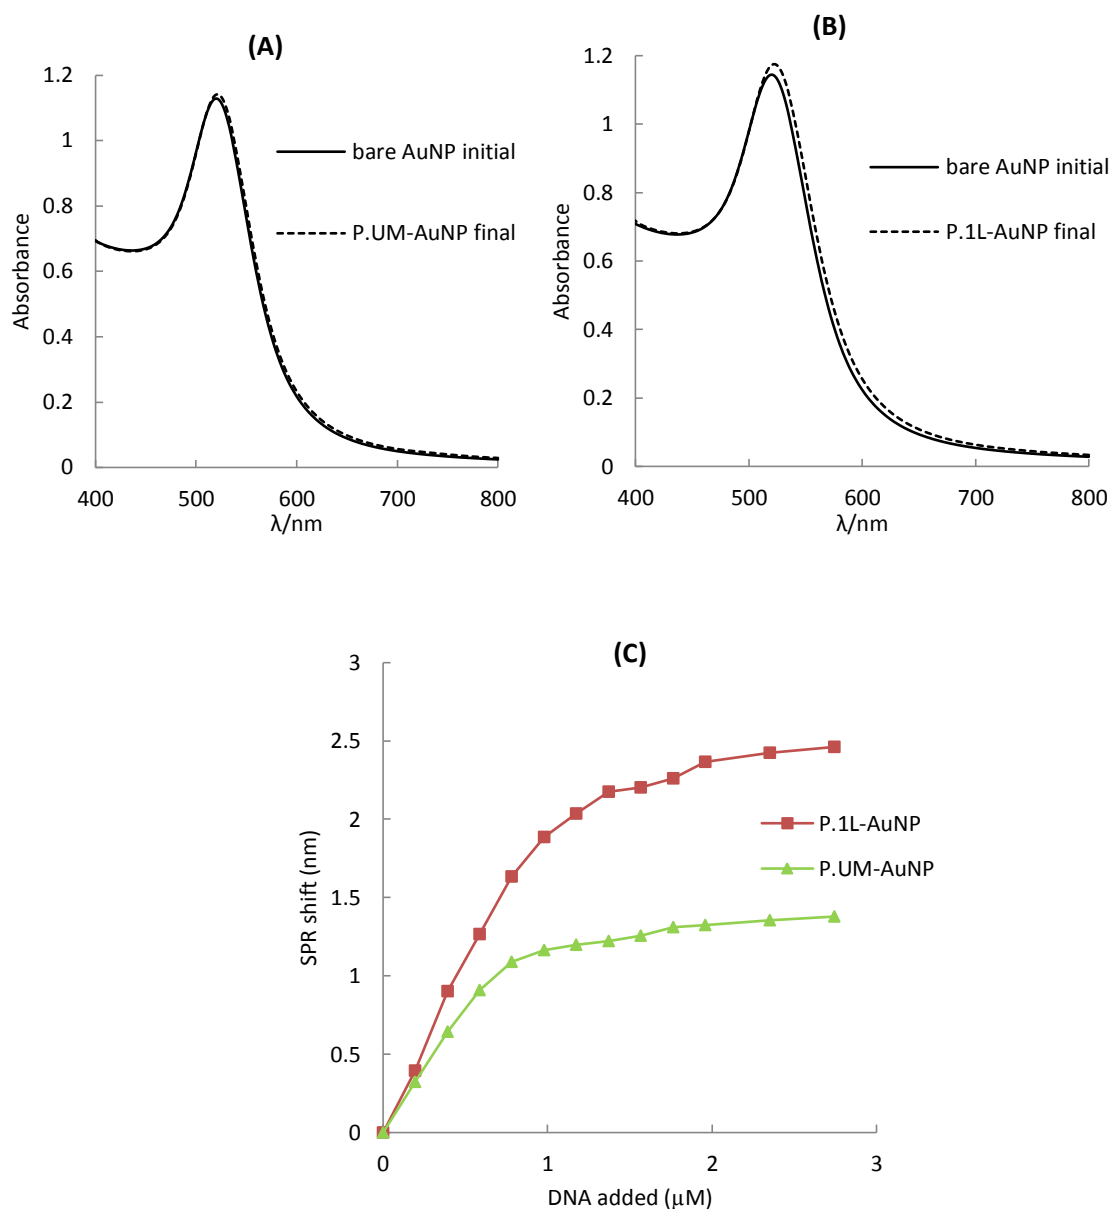 (A)
1.2
1
0.8
0.6
0.4
0.2
0
Absorbance
bare AuNP initial
P.UM-AuNP final
400
500
600
700
800
λ/nm
(B)
1.2
1
0.8
0.6
0.4
0.2
0
Absorbance
bare AuNP initial
P.1L-AuNP final
400
500
600
700
800
λ/nm
(C)
3
2.5
2
1.5
1
0.5
0
SPR shift (nm)
P.1L-AuNP
P.UM-AuNP
0
1
2
3
DNA added (μM)